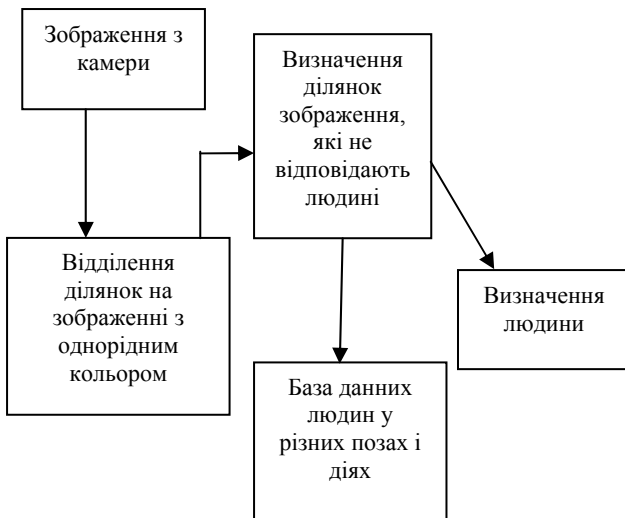 Зображення з
камери
Визначення
ділянок
зображення,
які не
відповідають
людині
Відділення
ділянок на
зображенні з
однорідним
кольором
Визначення
людини
База данних
людин у
різних позах і
діях